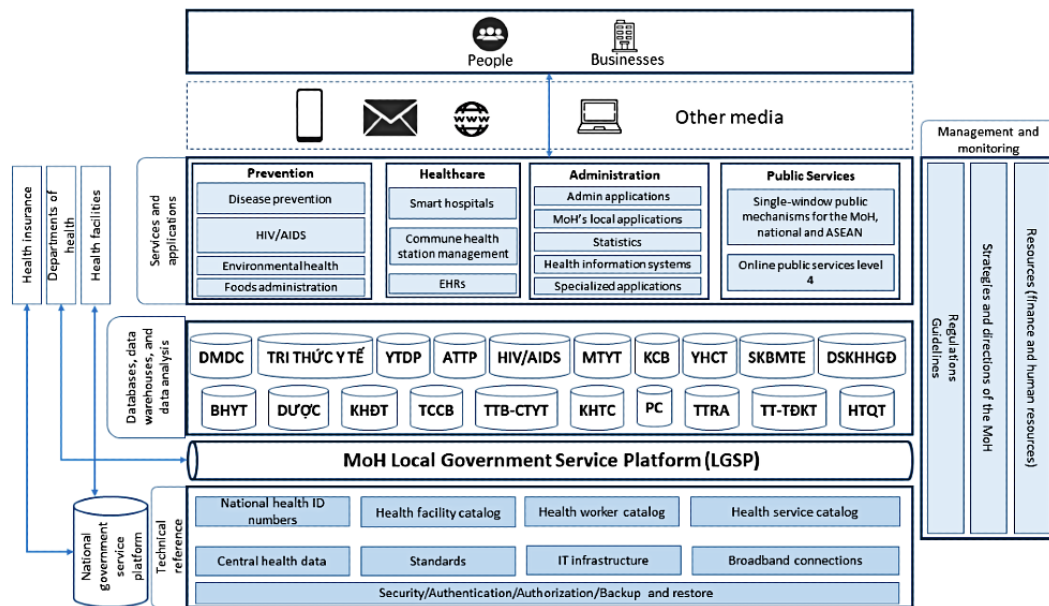 People
Businesses
www
Other media
Management and
monitoring
Health insurance
Departments of
health
Health facilities
Services and
applications
Prevention
Disease prevention
HIV/AIDS
Environmental health
Foods administration
Healthcare
Smart hospitals
Commune health
station management
EHRs
Administration
Admin applications
MoH's local applications
Statistics
Health information systems
Specialized applications
Public Services
Single-window public
mechanisms for the MoH,
national and ASEAN
Online public services level
4
Regulations
Guidelines
Strategies and directions of the MoH
Resources (finance and human resources)
Databases, data
warehouses, and
data analysis
DMDC
TRI THỨC Y TẾ
YTDP
ATTP
HIV/AIDS
MTYT
KCB
YHCT
SKBMTE
DSKHHGĐ
BHYT
DƯỢC
KHĐT
TCCB
TTB-CTYT
KHTC
PC
TTRA
TT-TĐKT
HTQT
MoH Local Government Service Platform (LGSP)
National
government
service
platform
Technical
reference
National health ID
numbers
Health facility catalog
Health worker catalog
Health service catalog
Central health data
Standards
IT infrastructure
Broadband connections
Security/Authentication/Authorization/Backup and restore